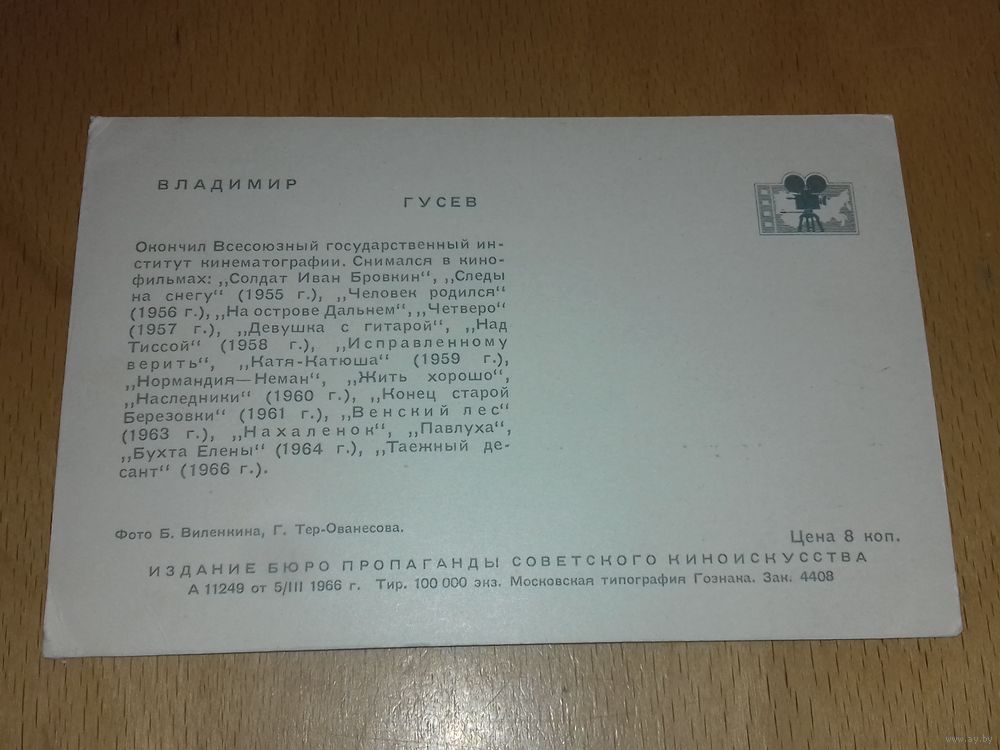 ВЛАДИМИР
ГУСЕВ
Окончил Всесоюзный государственный ин-
ститут кинематографии. Снимался в кино-
фильмах: „Солдат Иван Бровкин“, „Следы
на снегу“ (1955 г.), „Человек родился“
(1956 г.), „На острове Дальнем“, „Четверо“
(1957 г.), „Девушка с гитарой“, „Над
Тиссой“ (1958 г.), „Исправленному
верить“, „Катя-Катюша“ (1959 г.),
„Нормандия—Неман“, „Жить хорошо“,
„Наследники“ (1960 г.), „Конец старой
Березовки“ (1961 г.), „Венский лес“
(1963 г.), „Нахаленок“, „Павлуха“,
„Бухта Елены“ (1964 г.), „Таежный де-
сант“ (1966 г.).
Фото Б. Виленкина, Г. Тер-Ованесова.
Цена 8 коп.
ИЗДАНИЕ БЮРО ПРОПАГАНДЫ СОВЕТСКОГО КИНОИСКУССТВА
А 11249 от 5/III 1966 г. Тир. 100 000 экз. Московская типография Гознака. Зак. 4408
www.ay.by